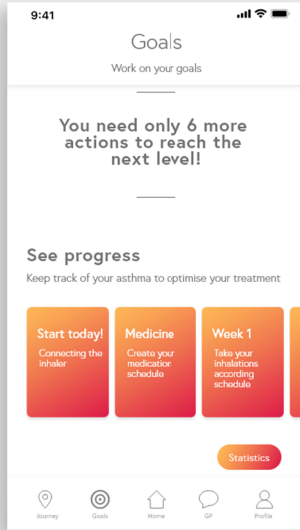 9:41
Goals
Work on your goals
You need only 6 more
actions to reach the
next level!
See progress
Keep track of your asthma to optimise your treatment
Start today!
Connecting the
inhaler
Medicine
Create your
medication
schedule
Week 1
Take your
inhalations
according
schedule
Statistics
Journey
Goals
Home
GP
Profile